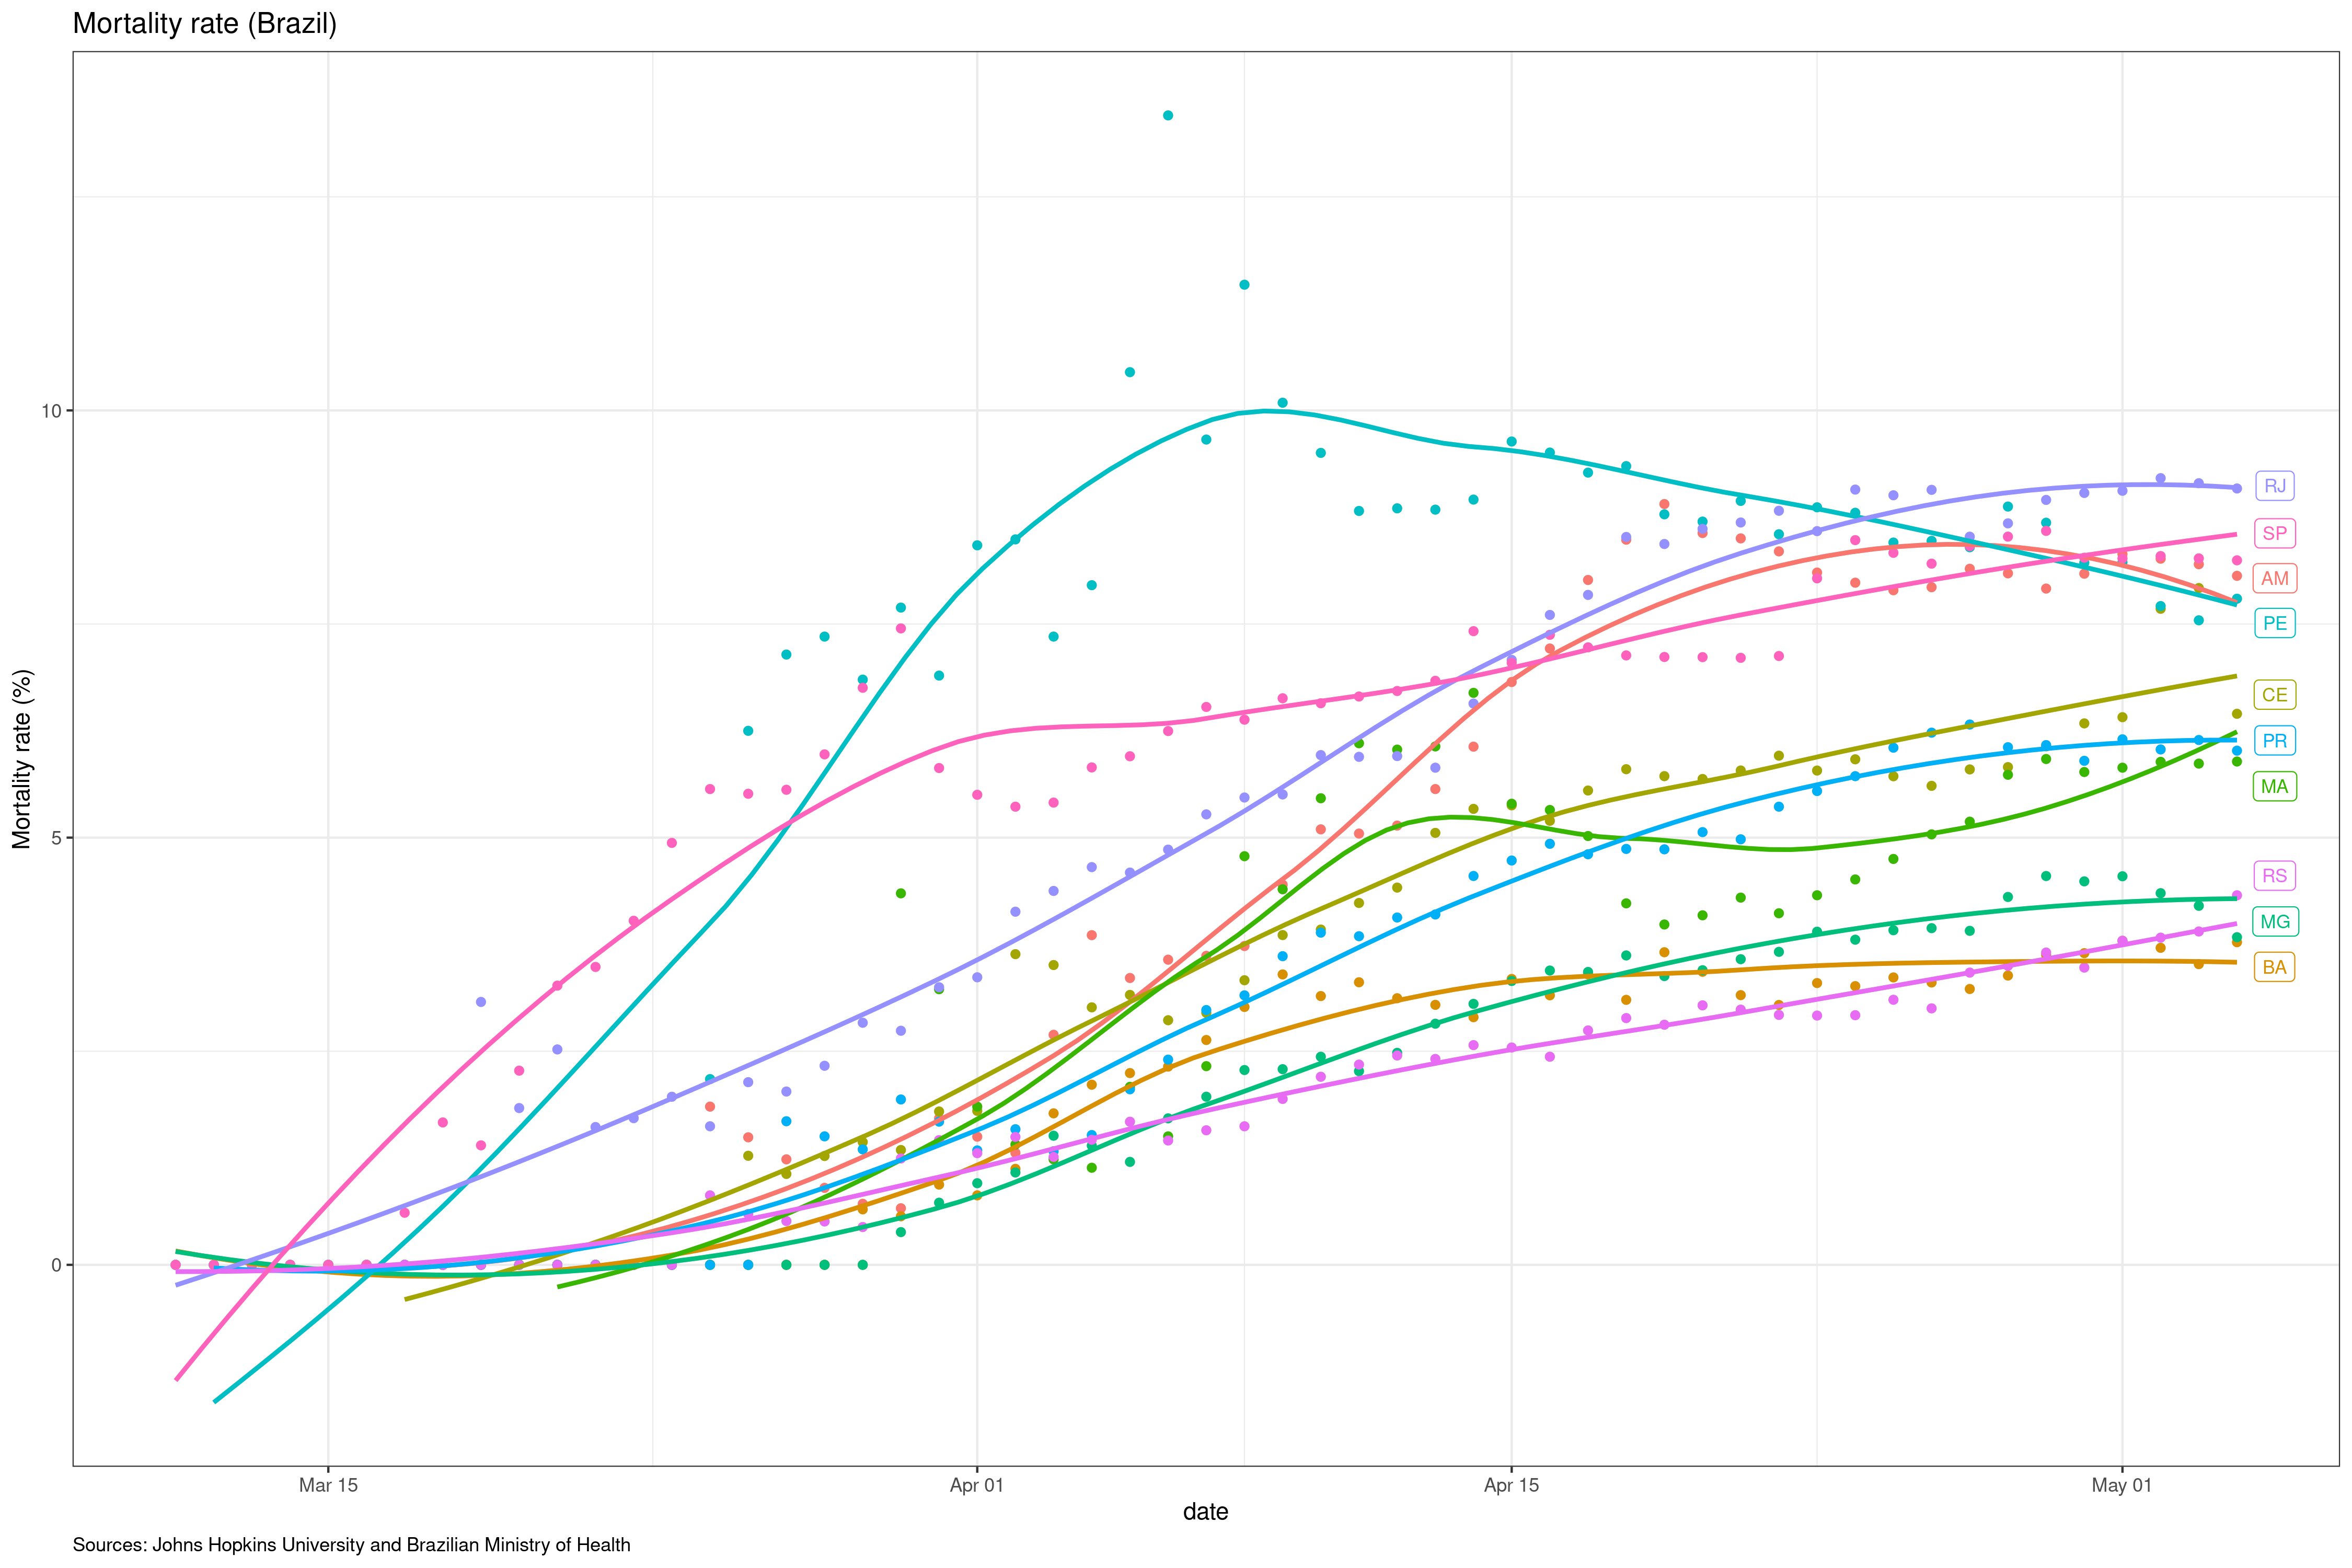 Mortality rate (Brazil)
Mortality rate (%)
10
5
0
RJ
SP
AM
PE
CE
PR
MA
RS
MG
BA
Mar 15
Apr 01
Apr 15
May 01
date
Sources: Johns Hopkins University and Brazilian Ministry of Health